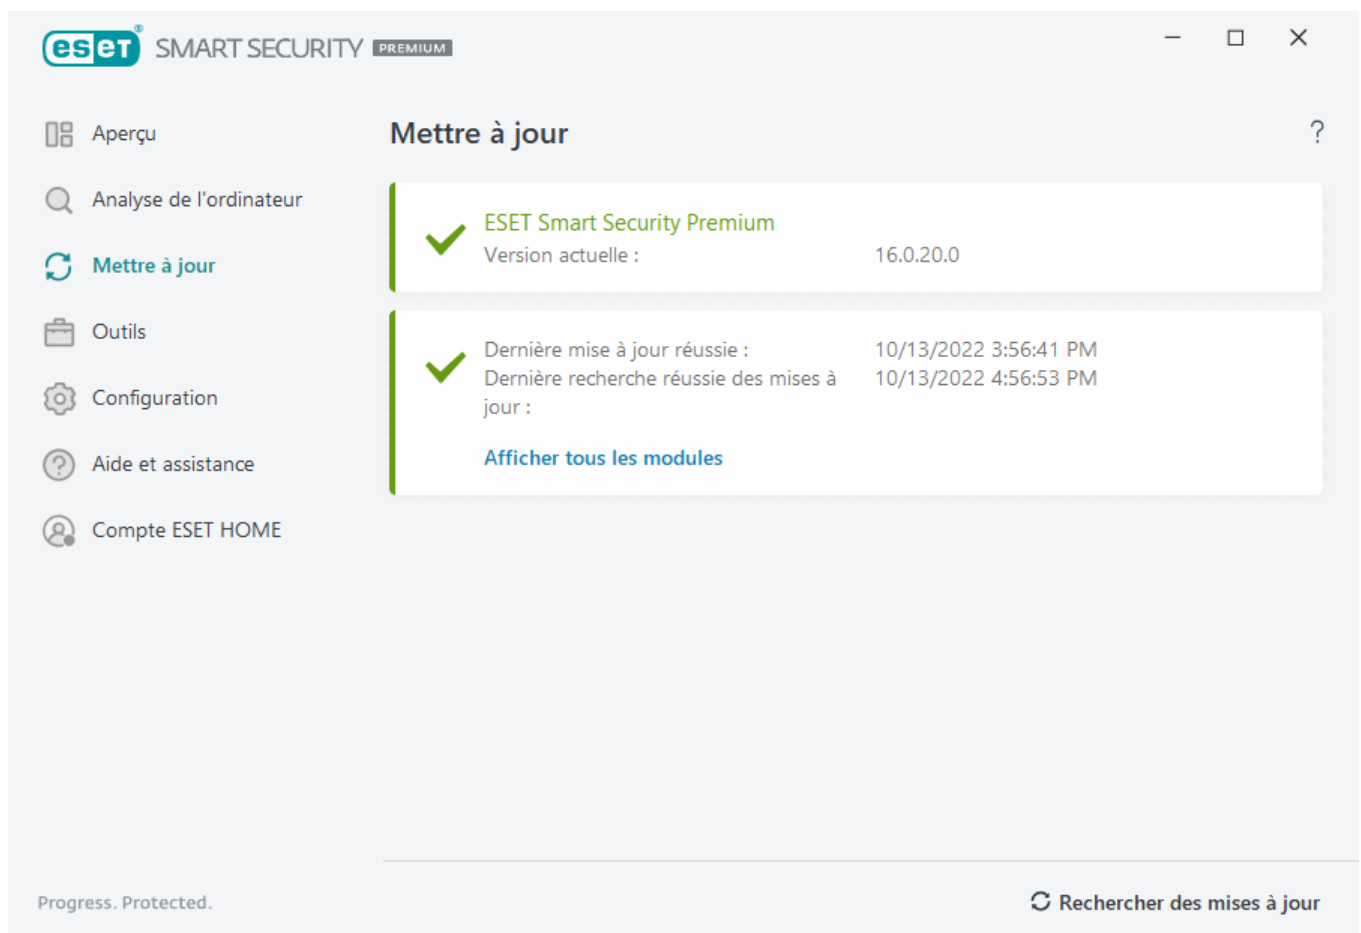 eset® SMART SECURITY PREMIUM
Aperçu
Analyse de l'ordinateur
Mettre à jour
Outils
Configuration
Aide et assistance
Compte ESET HOME
Mettre à jour
?
ESET Smart Security Premium
Version actuelle : 16.0.20.0
Dernière mise à jour réussie : 10/13/2022 3:56:41 PM
Dernière recherche réussie des mises à 10/13/2022 4:56:53 PM
jour :
Afficher tous les modules
Progress. Protected.
Rechercher des mises à jour